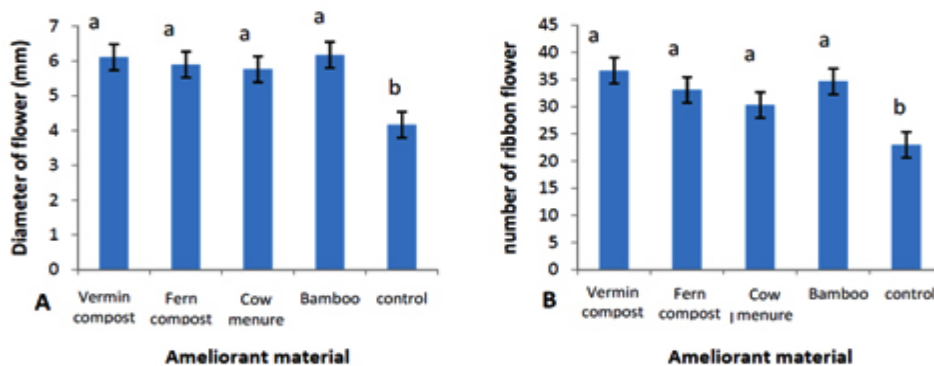 Diameter of flower (mm)
7
6
5
4
3
2
1
0
a
a
a
a
b
Vermin
compost
Fern
compost
Cow
menure
Bamboo
control
A
Ameliorant material
number of ribbon flower
45
40
35
30
25
20
15
10
5
0
a
a
a
a
b
Vermin
compost
Fern
compost
Cow
menure
Bamboo
control
B
Ameliorant material